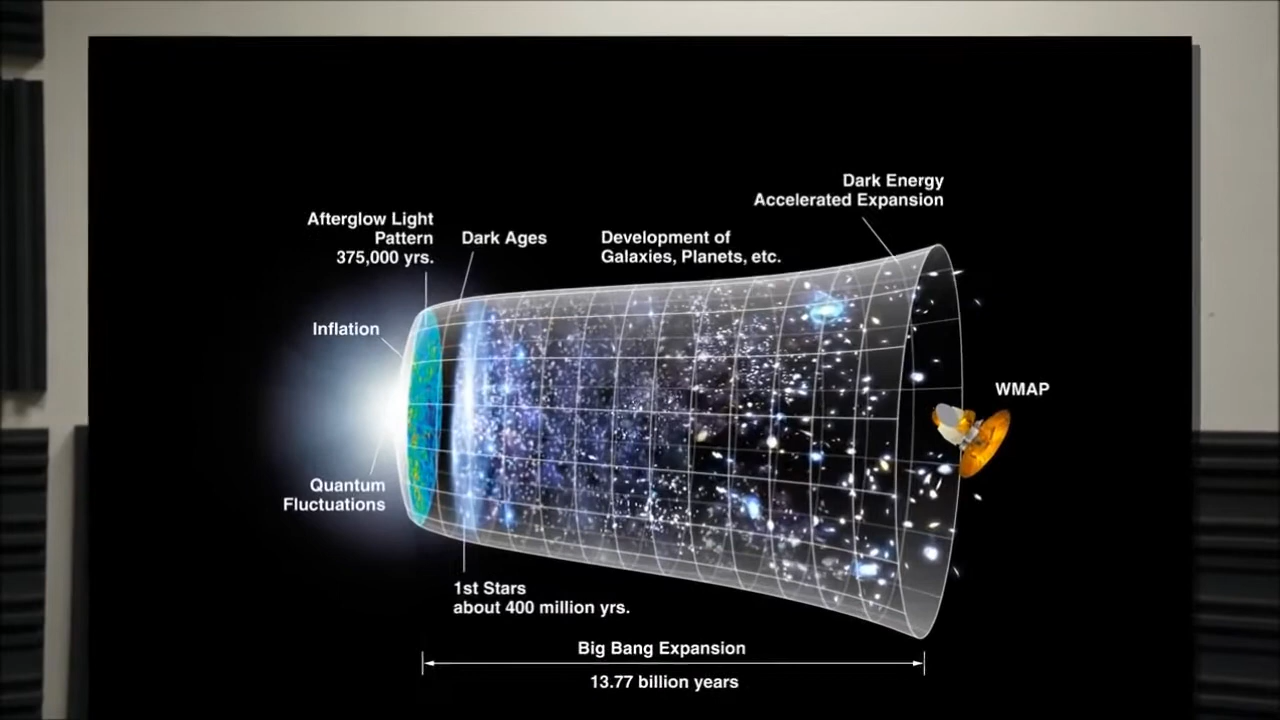 Dark Energy
Accelerated Expansion
Afterglow Light
Pattern
375,000 yrs.
Dark Ages
Development of
Galaxies, Planets, etc.
Inflation
WMAP
Quantum
Fluctuations
1st Stars
about 400 million yrs.
Big Bang Expansion
13.77 billion years